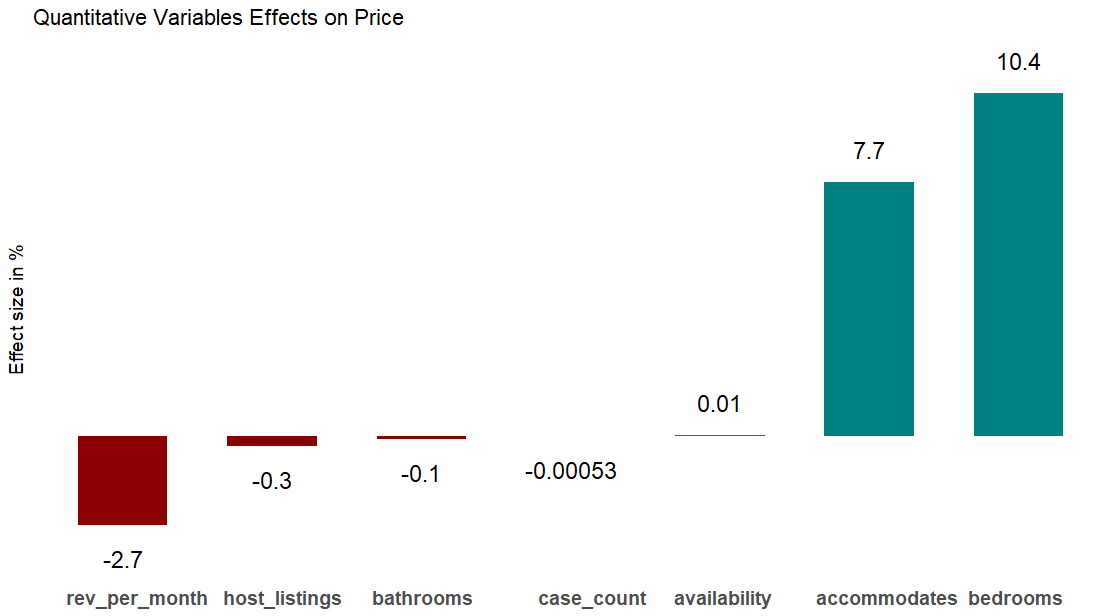 Quantitative Variables Effects on Price
10.4
7.7
0.01
-0.3
-0.1
-0.00053
-2.7
Effect size in %
rev_per_month host_listings bathrooms case_count availability accommodates bedrooms